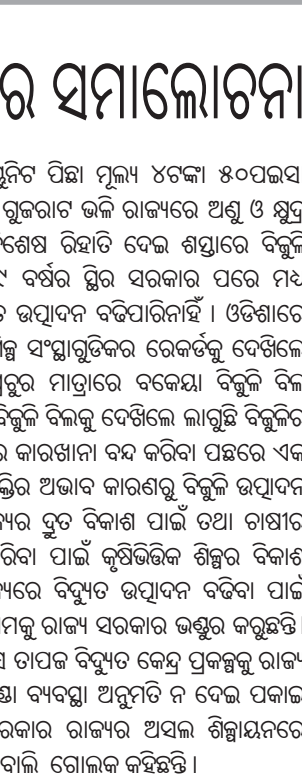 ର ସମାଲୋଚନା
ୟୁନିଟ ପିଛା ମୂଲ୍ୟ ୪ଟଙ୍କା ୫୦ପଇସା
ଗୁଜରାଟ ଭଳି ରାଜ୍ୟରେ ଅଣୁ ଓ କ୍ଷୁଦ୍ର
ବିଶେଷ ରିହାତି ଦେଇ ଶସ୍ତାରେ ବିଜୁଳି
ବର୍ଷର ସ୍ଥିର ସରକାର ପରେ ମଧ୍ୟ
ଉତ୍ପାଦନ ବଢିପାରିନାହିଁ । ଓଡିଶାରେ
ସଂସ୍ଥାଗୁଡିକର ରେକର୍ଡକୁ ଦେଖିଲେ
ପ୍ରଚୁର ମାତ୍ରାରେ ବକେୟା ବିଜୁଳି ବିଲ
ବିଜୁଳି ବିଲକୁ ଦେଖିଲେ ଲାଗୁଛି ବିଜୁଳିର
କାରଖାନା ବନ୍ଦ କରିବା ପଛରେ ଏକ
ଅଭାବ କାରଣରୁ ବିଜୁଳି ଉତ୍ପାଦନ
ଦ୍ରୁତ ବିକାଶ ପାଇଁ ତଥା ଚାଷୀର
କରିବା ପାଇଁ କୃଷିଭିତ୍ତିକ ଶିଳ୍ପର ବିକାଶ
ବିଦ୍ୟୁତ ଉତ୍ପାଦନ ବଢିବା ପାଇଁ
ରାଜ୍ୟ ସରକାର ଭଣ୍ଡୁର କରୁଛନ୍ତି ।
ତାପଜ ବିଦ୍ୟୁତ କେନ୍ଦ୍ର ପ୍ରକଳ୍ପକୁ ରାଜ୍ୟ
ବ୍ୟବସ୍ଥା ଅନୁମତି ନ ଦେଇ ପକାଇ
ସରକାର ରାଜ୍ୟର ଅସଲ ଶିଳ୍ପାୟନରେ
ବୋଲି ଗୋଲକ କହିଛନ୍ତି ।